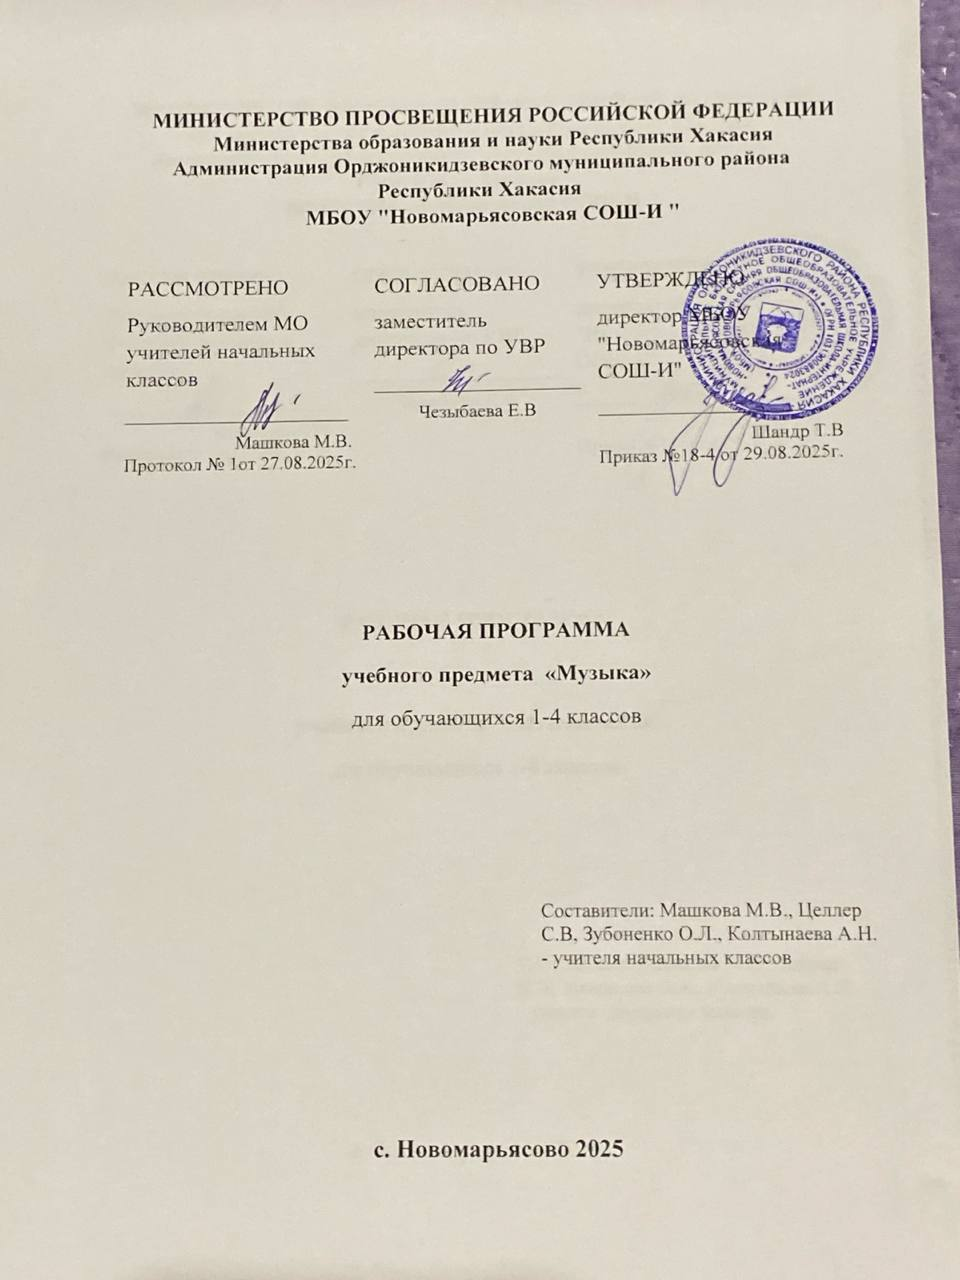 МИНИСТЕРСТВО ПРОСВЕЩЕНИЯ РОССИЙСКОЙ ФЕДЕРАЦИИ
Министерства образования и науки Республики Хакасия
Администрация Орджоникидзевского муниципального района
Республики Хакасия
МБОУ "Новомарьясовская СОШ-И "
РАССМОТРЕНО
Руководителем МО
учителей начальных
классов
Машкова М.В.
Протокол № 1от 27.08.2025г.
СОГЛАСОВАНО
заместитель
директора по УВР
Чезыбаева Е.В
УТВЕРЖДЕНО
директор МБОУ
"Новомарьясовская
СОШ-И"
Шандр Т.В
Приказ №18-4 от 29.08.2025г.
РАБОЧАЯ ПРОГРАММА
учебного предмета «Музыка»
для обучающихся 1-4 классов
Составители: Машкова М.В., Целлер
С.В, Зубоненко О.Л., Колтынаева А.Н.
- учителя начальных классов
с. Новомарьясово 2025